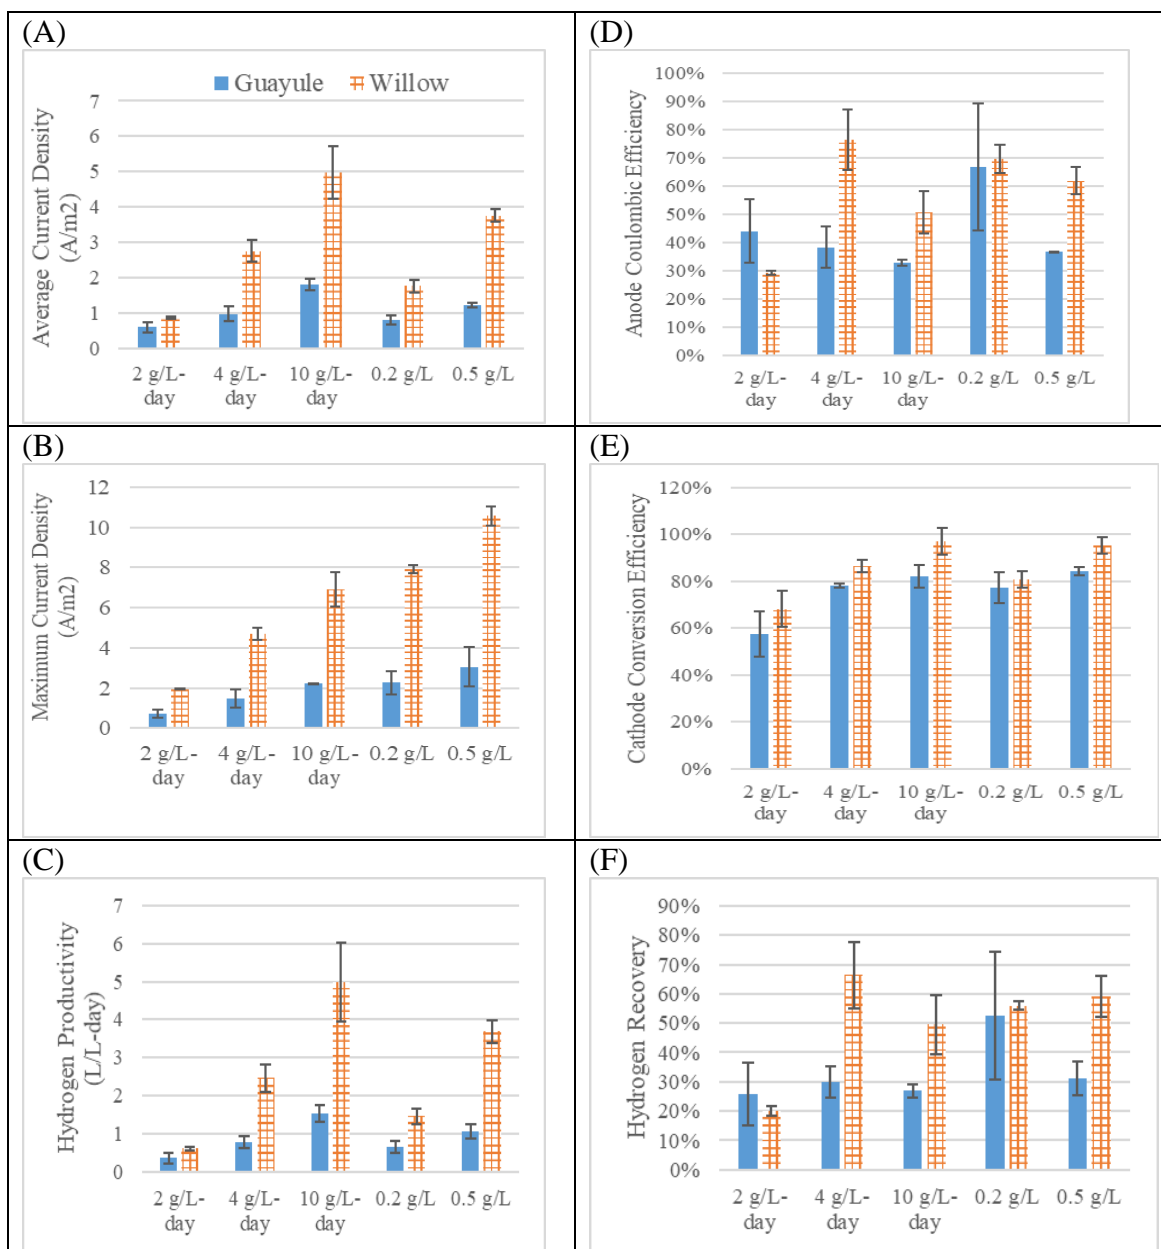 (A)
Guayule Willow
Average Current Density
(A/m2)
7
6
5
4
3
2
1
0
2 g/L-
day
4 g/L-
day
10 g/L-
day
0.2 g/L
0.5 g/L
(D)
Anode Coulombic Efficiency
100%
90%
80%
70%
60%
50%
40%
30%
20%
10%
0%
2 g/L-
day
4 g/L-
day
10 g/L-
day
0.2 g/L
0.5 g/L
(B)
Maximum Current Density
(A/m2)
12
10
8
6
4
2
0
2 g/L-
day
4 g/L-
day
10 g/L-
day
0.2 g/L
0.5 g/L
(E)
Cathode Conversion Efficiency
120%
100%
80%
60%
40%
20%
0%
2 g/L-
day
4 g/L-
day
10 g/L-
day
0.2 g/L
0.5 g/L
(C)
Hydrogen Productivity
(L/L-day)
7
6
5
4
3
2
1
0
2 g/L-
day
4 g/L-
day
10 g/L-
day
0.2 g/L
0.5 g/L
(F)
Hydrogen Recovery
90%
80%
70%
60%
50%
40%
30%
20%
10%
0%
2 g/L-
day
4 g/L-
day
10 g/L-
day
0.2 g/L
0.5 g/L